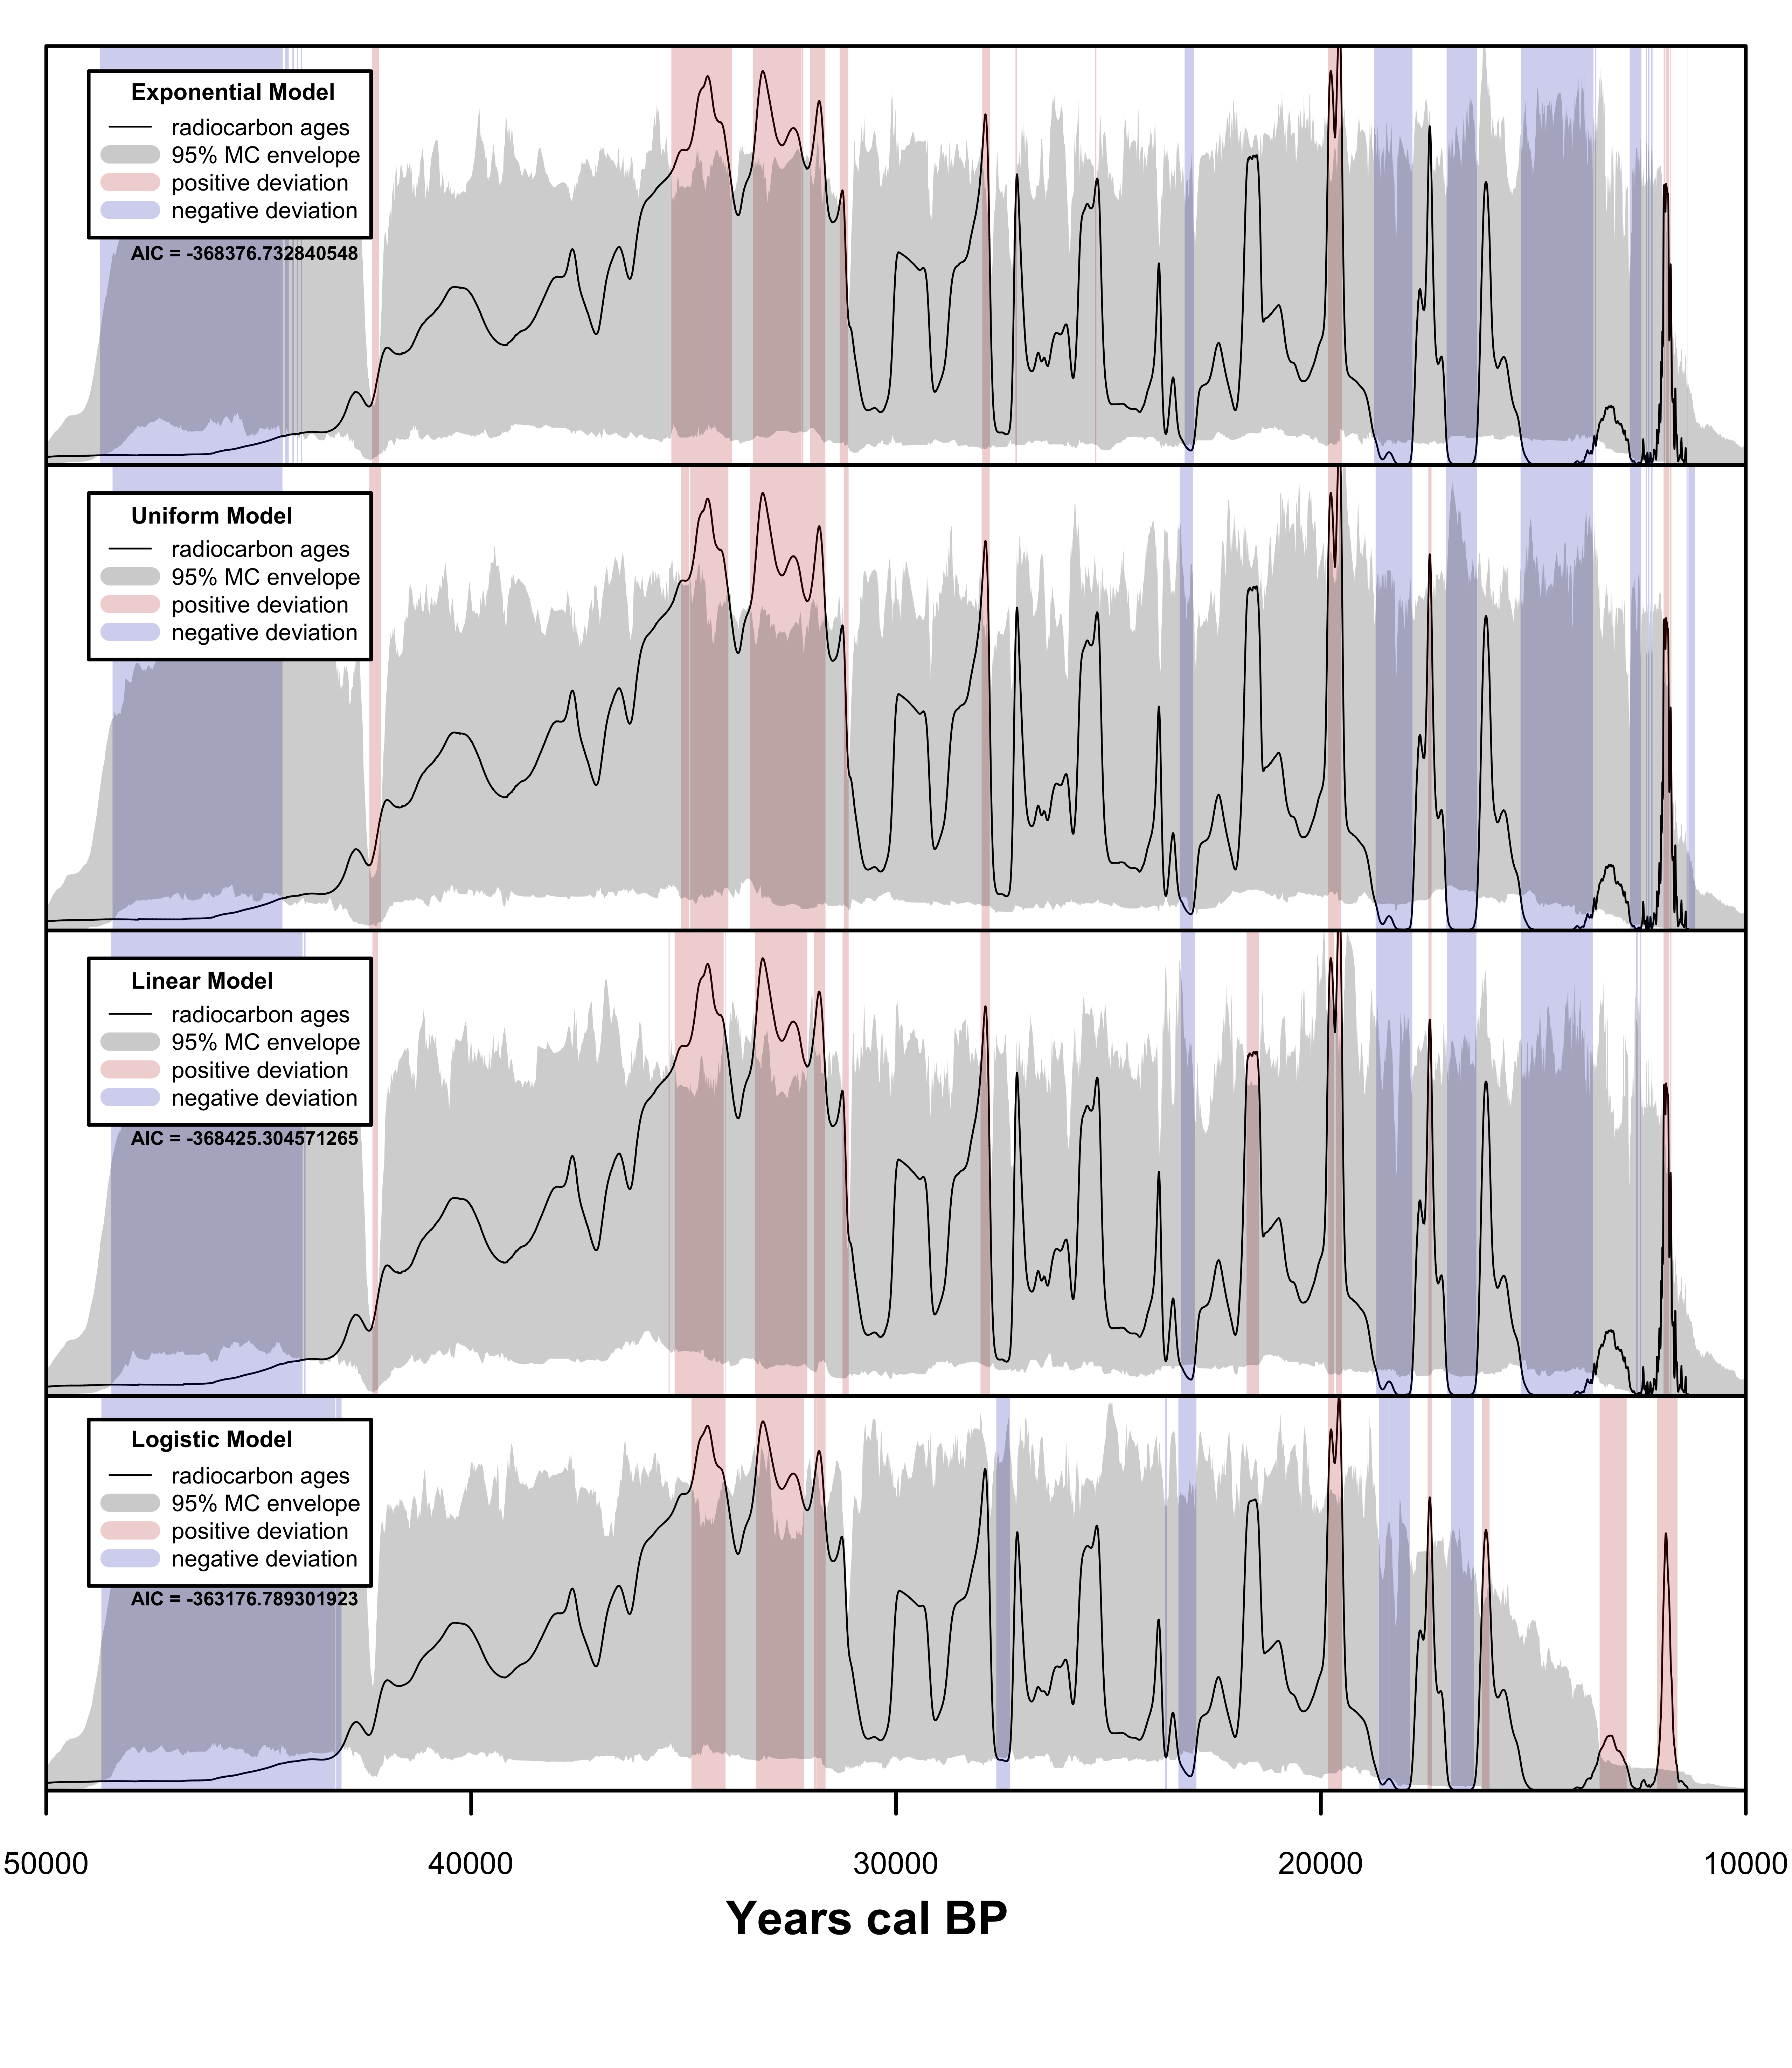 Exponential Model
radiocarbon ages
95% MC envelope
positive deviation
negative deviation
AIC = -368376.732840548
Uniform Model
radiocarbon ages
95% MC envelope
positive deviation
negative deviation
Linear Model
radiocarbon ages
95% MC envelope
positive deviation
negative deviation
AIC = -368425.304571265
Logistic Model
radiocarbon ages
95% MC envelope
positive deviation
negative deviation
AIC = -363176.789301923
50000 40000 30000 20000 10000
Years cal BP